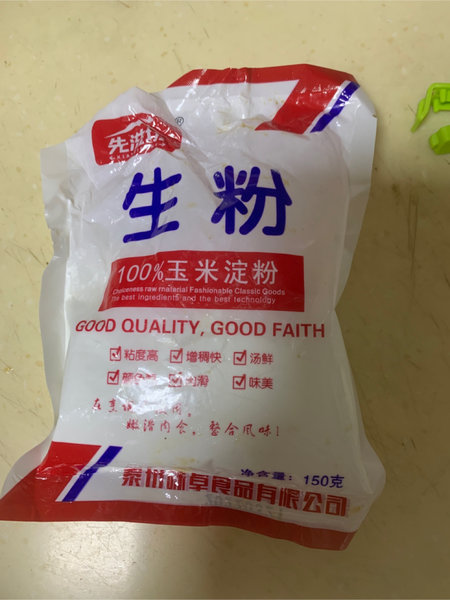 ®
生粉
100%玉米淀粉
Choiceness raw material Fashionable Classic Goods
The best ingredients and the best technology
GOOD QUALITY, GOOD FAITH
粘度高 增稠快 汤鲜
味美
嫩滑肉食,整合风味!
净含量: 150克
食品有限公司